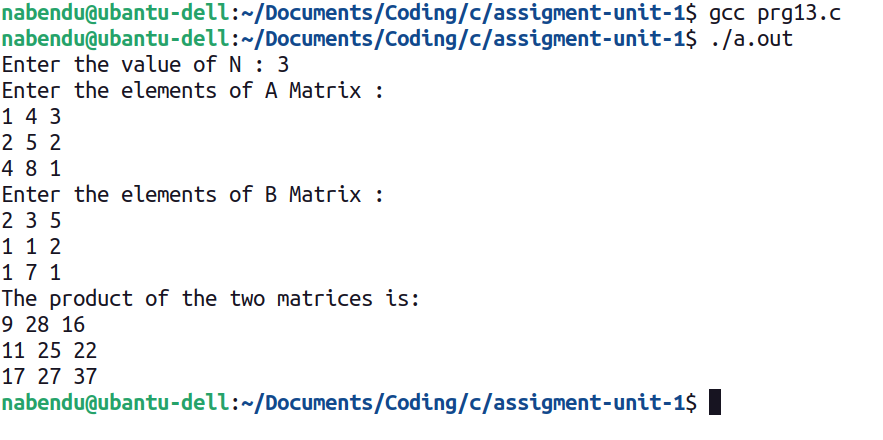 nabendu@ubantu-dell:~/Documents/Coding/c/assigment-unit-1$ gcc prg13.c
nabendu@ubantu-dell:~/Documents/Coding/c/assigment-unit-1$ ./a.out
Enter the value of N : 3
Enter the elements of A Matrix :
1 4 3
2 5 2
4 8 1
Enter the elements of B Matrix :
2 3 5
1 1 2
1 7 1
The product of the two matrices is:
9 28 16
11 25 22
17 27 37
nabendu@ubantu-dell:~/Documents/Coding/c/assigment-unit-1$